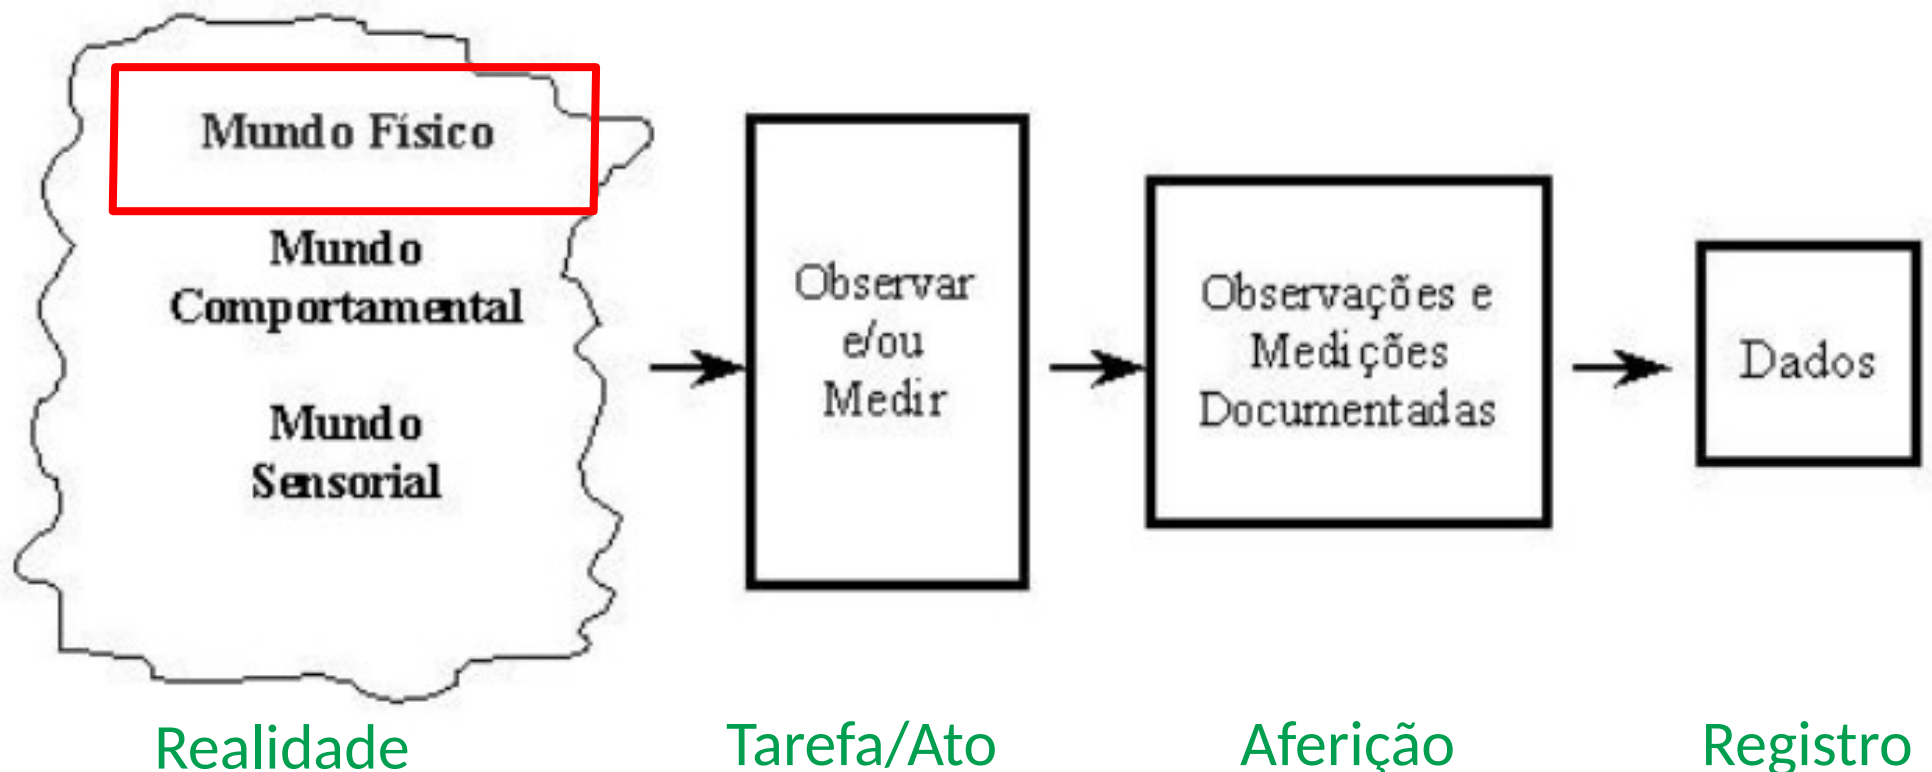 Mundo Físico
Mundo
Comportamental
Mundo
Sensorial
Observar
e/ou
Medir
Observações e
Medições
Documentadas
Dados
Realidade
Tarefa/Ato
Aferição
Registro